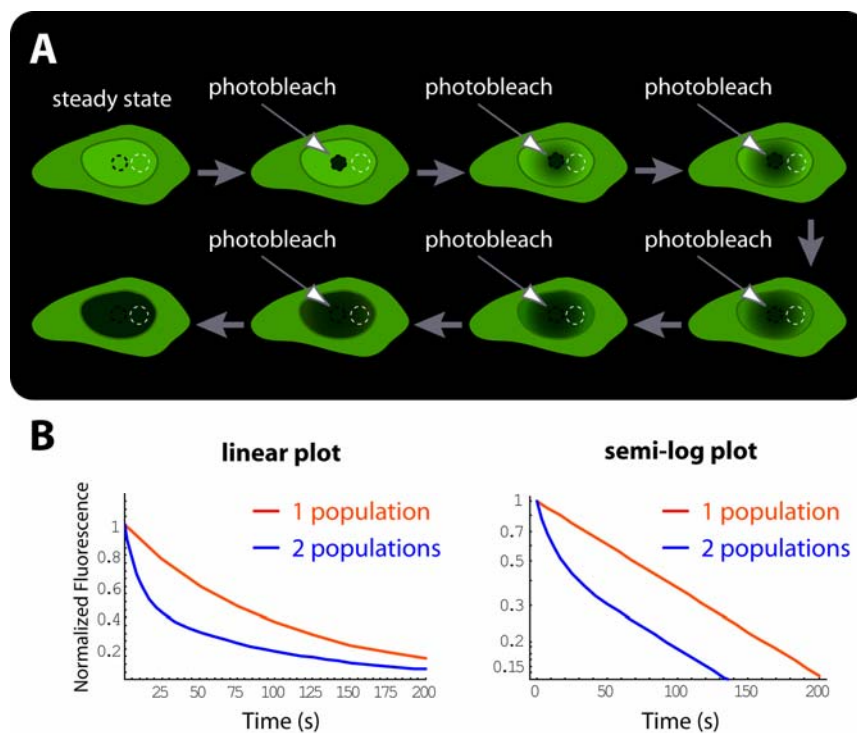 A
steady state
photobleach
photobleach
photobleach
photobleach
photobleach
photobleach
B
linear plot
Normalized Fluorescence
1
0.8
0.6
0.4
0.2
1 population
2 populations
25 50 75 100 125 150 175 200
Time (s)
semi-log plot
1
0.7
0.5
0.3
0.2
0.15
1 population
2 populations
0 50 100 150 200
Time (s)